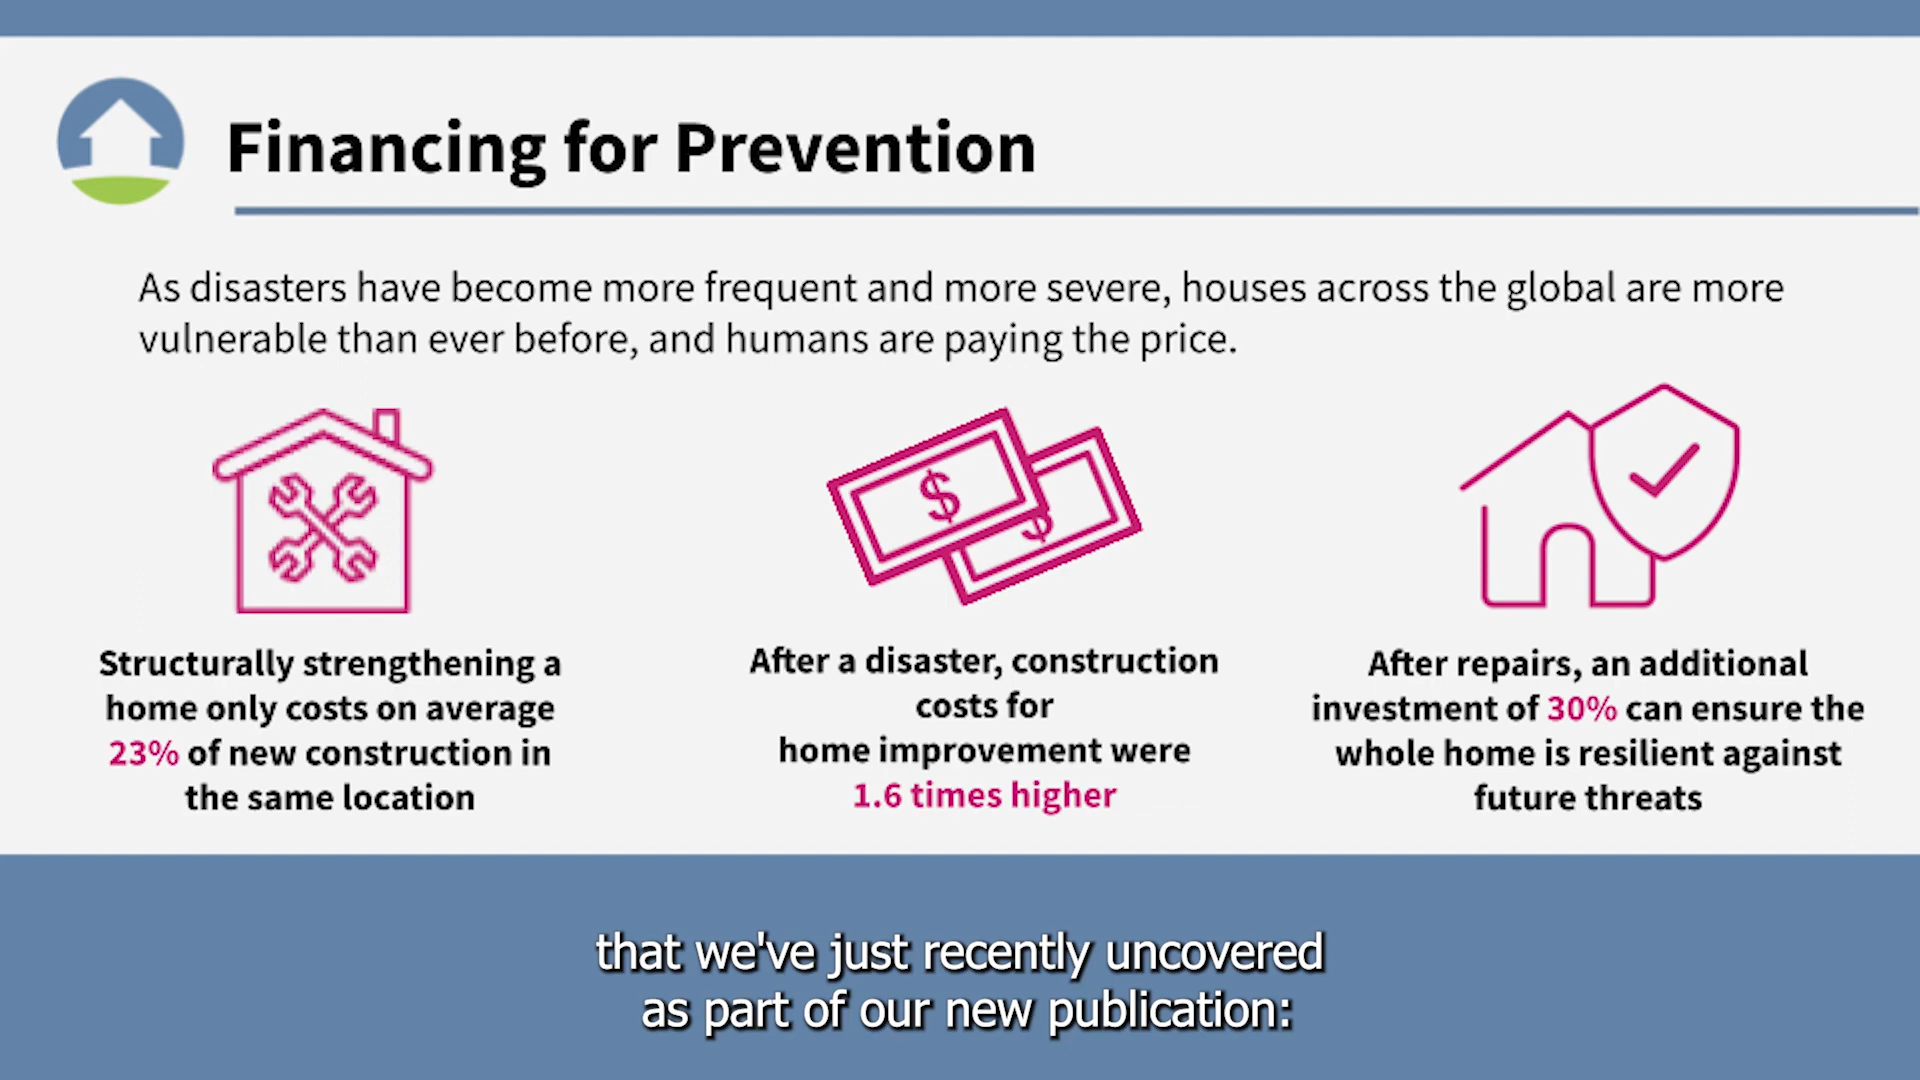 Financing for Prevention
As disasters have become more frequent and more severe, houses across the global are more
vulnerable than ever before, and humans are paying the price.
$
$
Structurally strengthening a
home only costs on average
23% of new construction in
the same location
After a disaster, construction
costs for
home improvement were
1.6 times higher
After repairs, an additional
investment of 30% can ensure the
whole home is resilient against
future threats
that we've just recently uncovered
as part of our new publication: